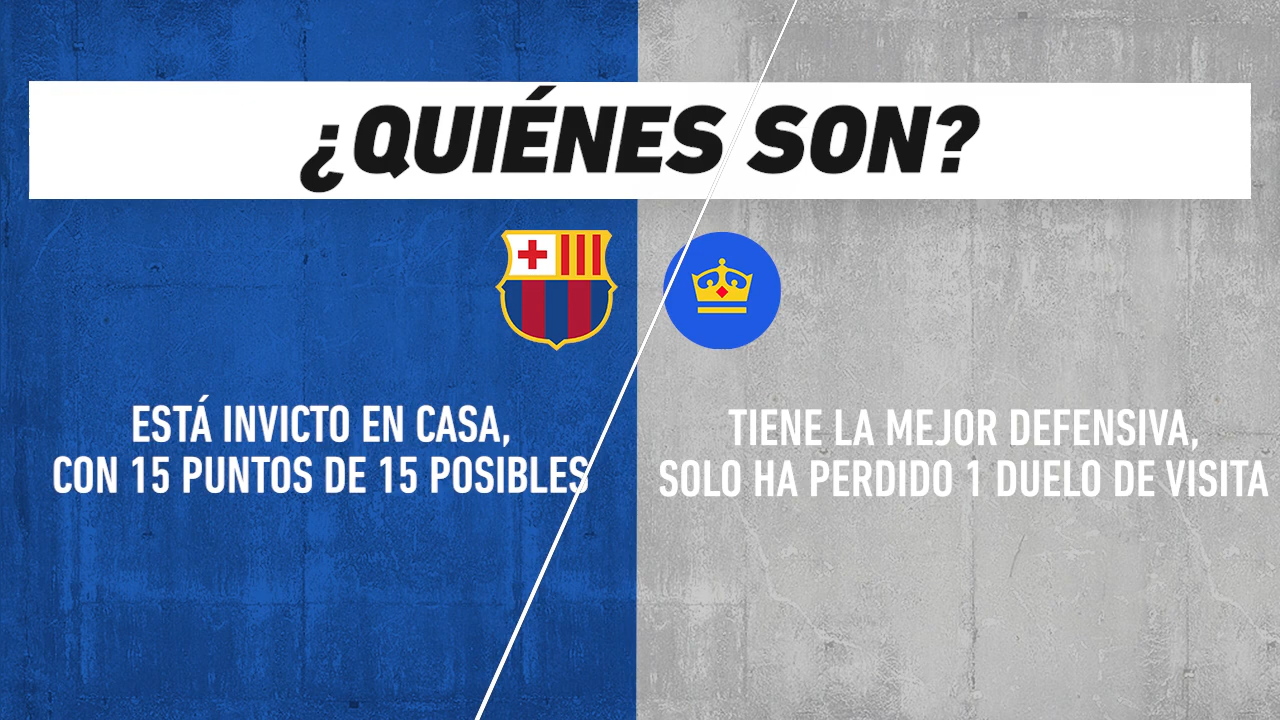 ¿QUIÉNES SON?
ESTÁ INVICTO EN CASA,
CON 15 PUNTOS DE 15 POSIBLES
TIENE LA MEJOR DEFENSIVA,
SOLO HA PERDIDO 1 DUELO DE VISITA